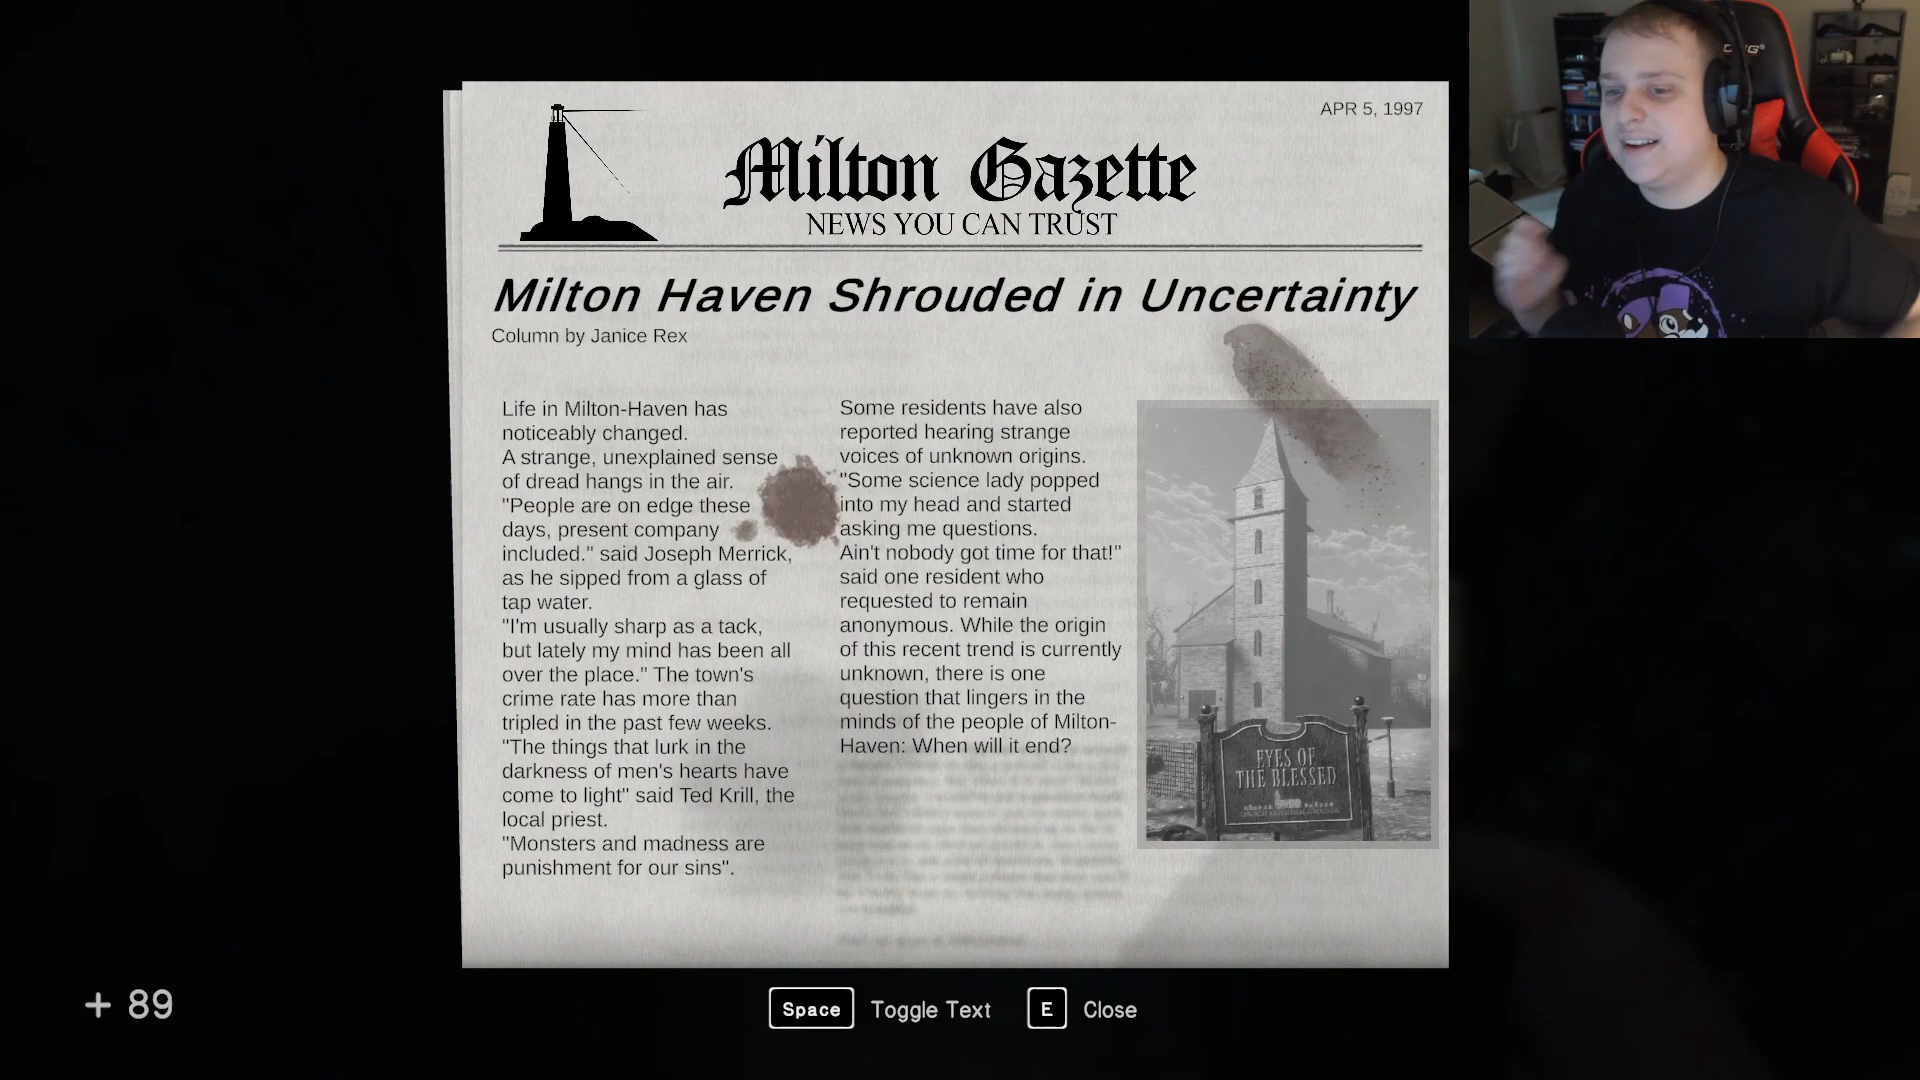 APR 5, 1997
Milton Gazette
NEWS YOU CAN TRUST
Milton Haven Shrouded in Uncertainty
Column by Janice Rex
Life in Milton-Haven has
noticeably changed.
A strange, unexplained sense
of dread hangs in the air.
"People are on edge these
days, present company
included." said Joseph Merrick,
as he sipped from a glass of
tap water.
"I'm usually sharp as a tack,
but lately my mind has been all
over the place." The town's
crime rate has more than
tripled in the past few weeks.
"The things that lurk in the
darkness of men's hearts have
come to light" said Ted Krill, the
local priest.
"Monsters and madness are
punishment for our sins".
Some residents have also
reported hearing strange
voices of unknown origins.
"Some science lady popped
into my head and started
asking me questions.
Ain't nobody got time for that!"
said one resident who
requested to remain
anonymous. While the origin
of this recent trend is currently
unknown, there is one
question that lingers in the
minds of the people of Milton-
Haven: When will it end?
EYES OF
THE BLESSED
+ 89
Space Toggle Text E Close